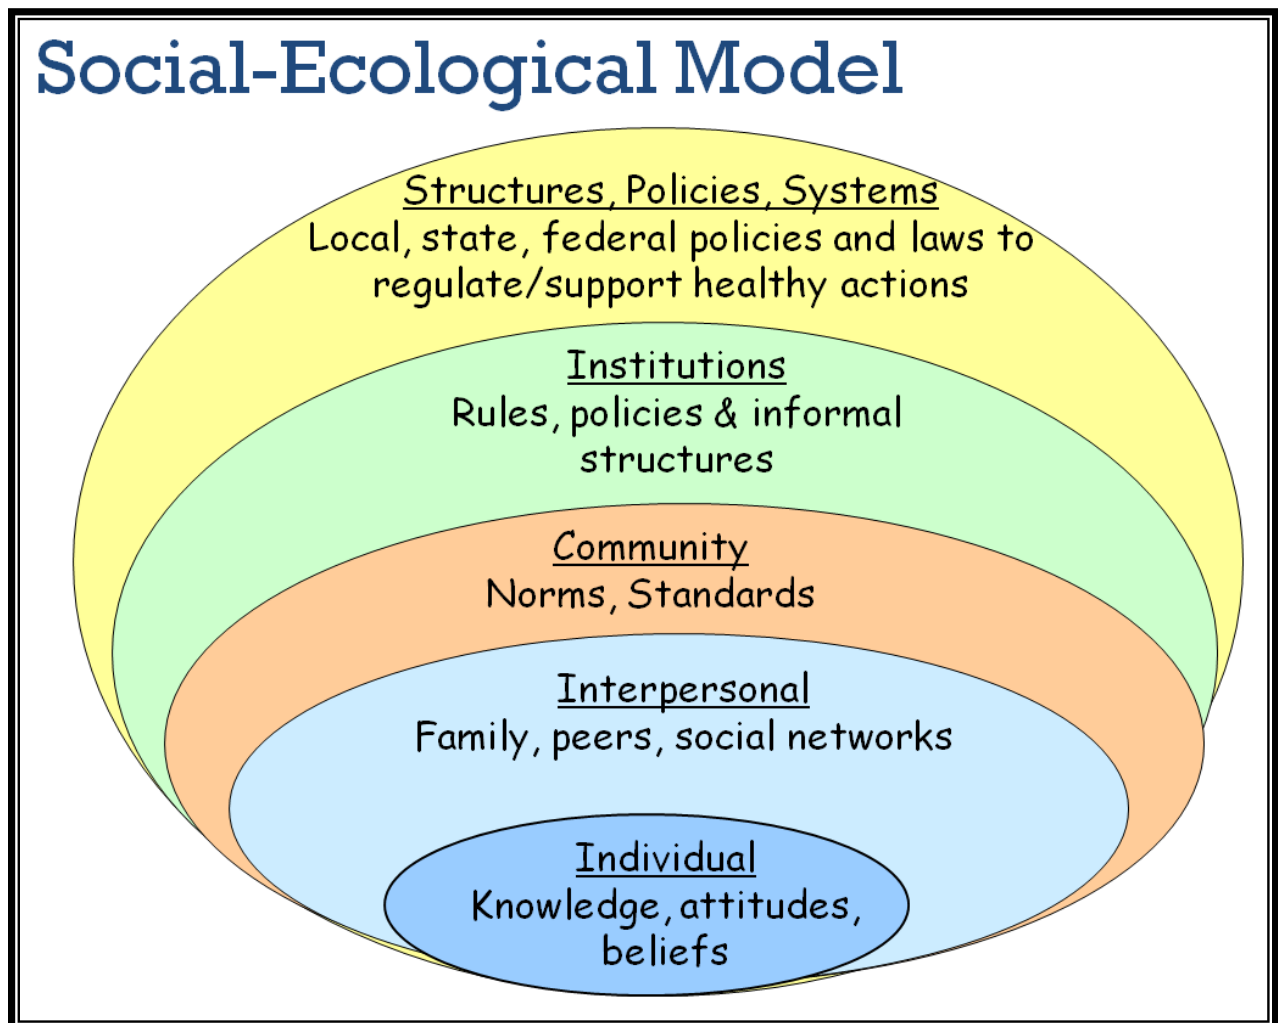 Social-Ecological Model
Structures, Policies, Systems
Local, state, federal policies and laws to
regulate/support healthy actions
Institutions
Rules, policies & informal
structures
Community
Norms, Standards
Interpersonal
Family, peers, social networks
Individual
Knowledge, attitudes,
beliefs